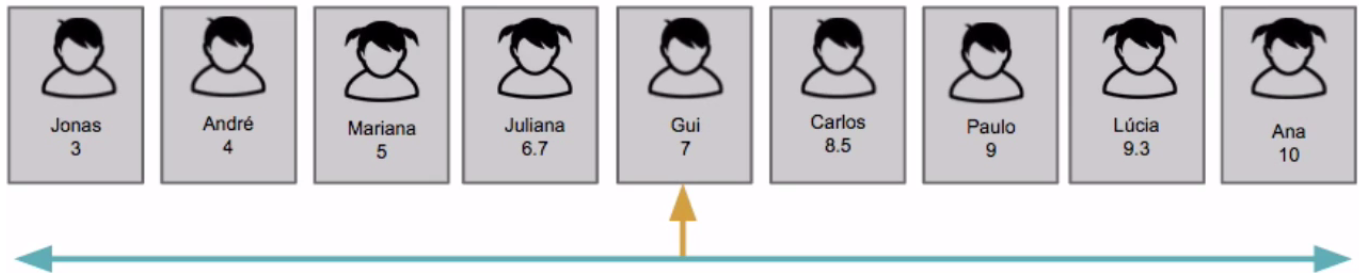 Jonas
3
André
4
Mariana
5
Juliana
6.7
Gui
7
Carlos
8.5
Paulo
9
Lúcia
9.3
Ana
10